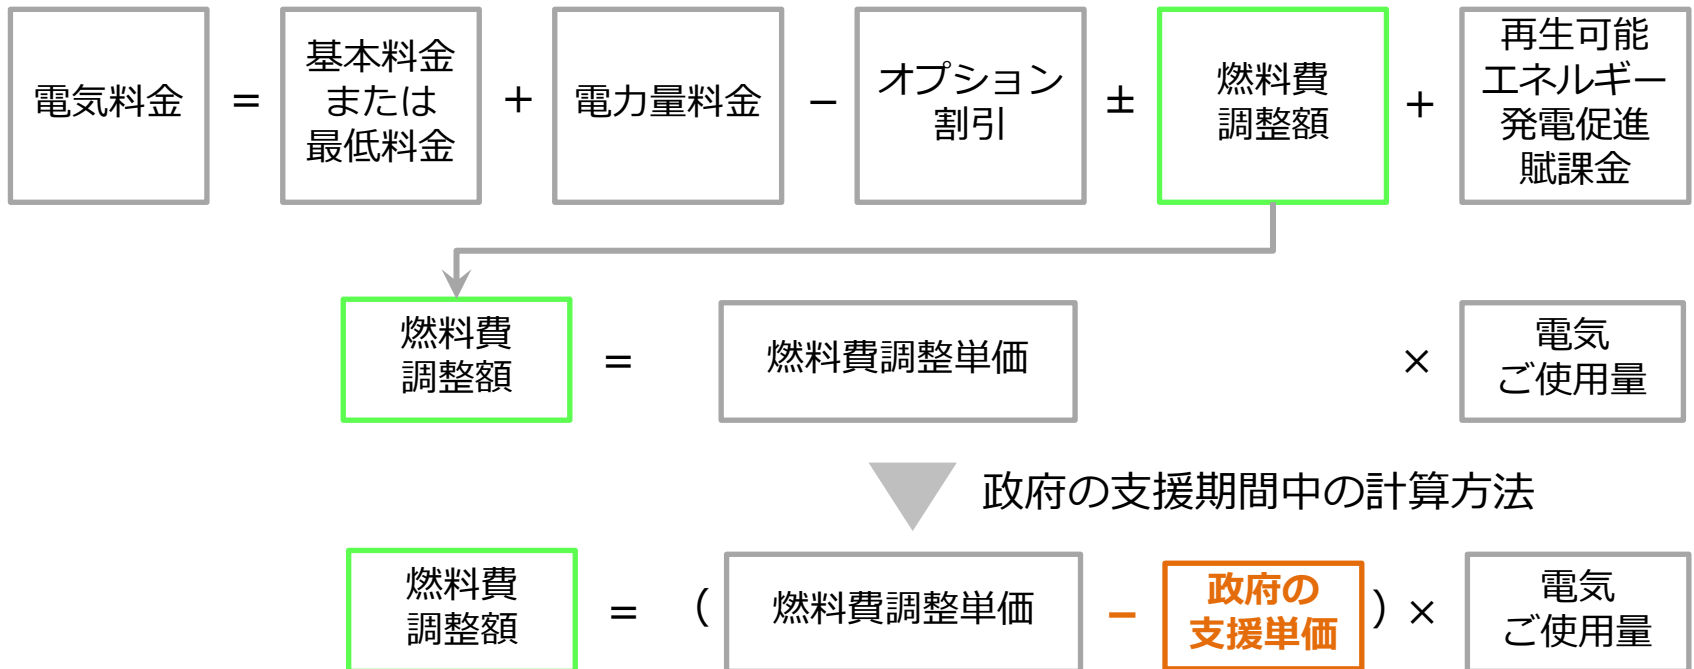 電気料金
=
基本料金
または
最低料金
+
電力量料金
−
オプション
割引
±
燃料費
調整額
+
再生可能
エネルギー
発電促進
賦課金
燃料費
調整額
=
燃料費調整単価
×
電気
ご使用量
政府の支援期間中の計算方法
燃料費
調整額
=
(
燃料費調整単価
−
政府の
支援単価
)
×
電気
ご使用量